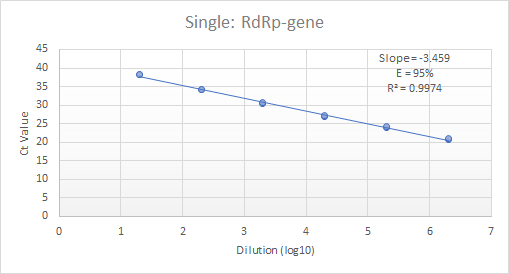 Single: RdRp-gene
Slope = -3.459
E = 95%
R² = 0.9974
Ct Value
45
40
35
30
25
20
15
10
5
0
0 1 2 3 4 5 6 7
Dilution (log10)